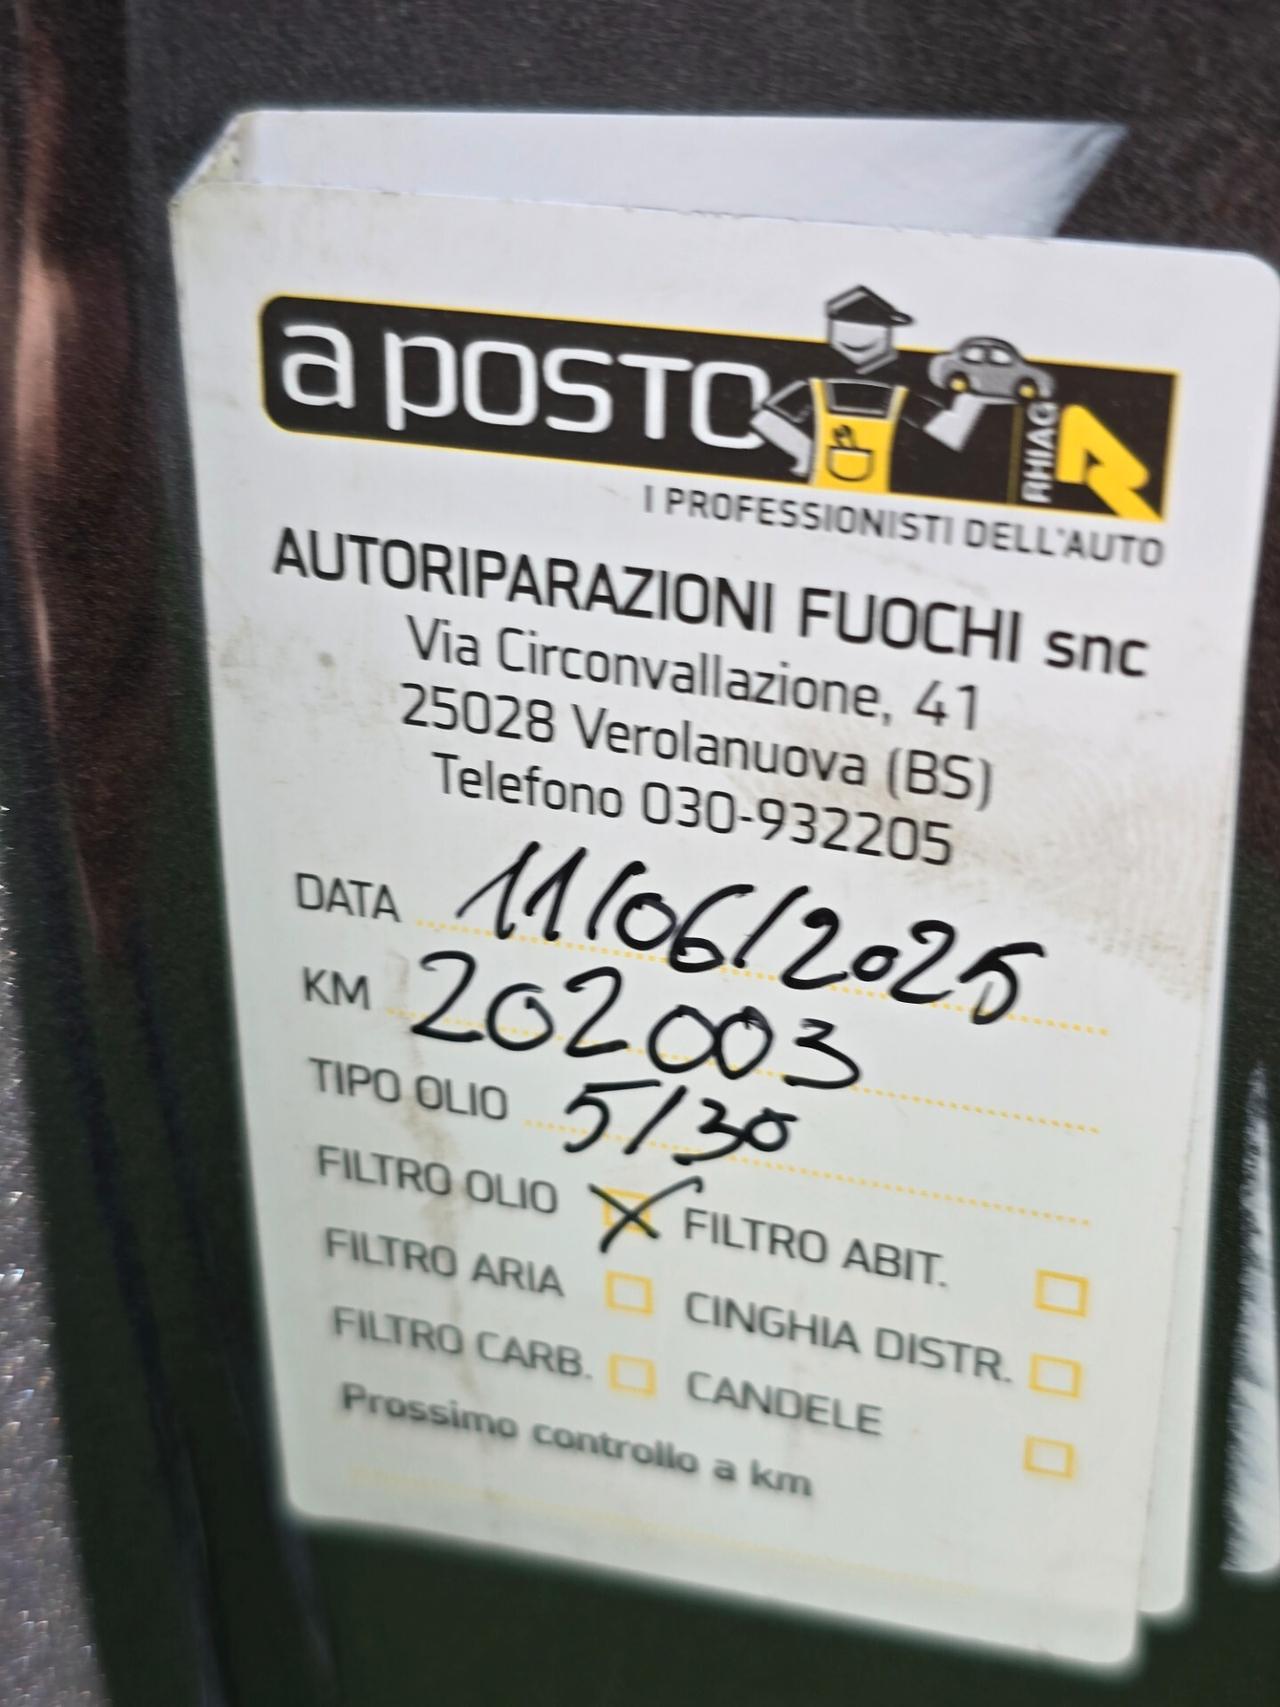 a posto
RHIAG
I PROFESSIONISTI DELL'AUTO
AUTORIPARAZIONI FUOCHI snc
Via Circonvallazione, 41
25028 Verolanuova (BS)
Telefono 030-932205
DATA 11/06/2025
KM 202003
TIPO OLIO 5/30
FILTRO OLIO X FILTRO ABIT.
FILTRO ARIA CINGHIA DISTR.
FILTRO CARB. CANDELE
Prossimo controllo a km